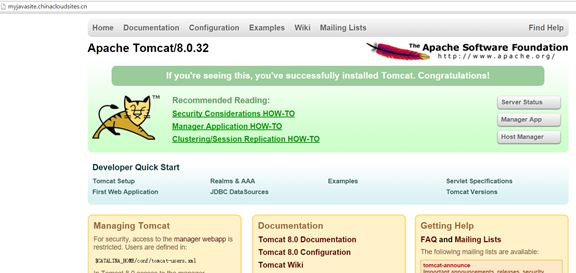 myjavasite.chinacloudsites.cn
Home Documentation Configuration Examples Wiki Mailing Lists Find Help
Apache Tomcat/8.0.32
The Apache Software Foundation
http://www.apache.org/
If you're seeing this, you've successfully installed Tomcat. Congratulations!
TM
Recommended Reading:
Security Considerations HOW-TO
Manager Application HOW-TO
Clustering/Session Replication HOW-TO
Server Status
Manager App
Host Manager
Developer Quick Start
Tomcat Setup Realms & AAA Examples Servlet Specifications
First Web Application JDBC DataSources Tomcat Versions
Managing Tomcat
For security, access to the manager webapp is restricted. Users are defined in:
$CATALINA_HOME/conf/tomcat-users.xml
In Tomcat 8.0 access to the manager
Documentation
Tomcat 8.0 Documentation
Tomcat 8.0 Configuration
Tomcat Wiki
Getting Help
FAQ and Mailing Lists
The following mailing lists are available:
tomcat-announce
Important announcements, releases, security